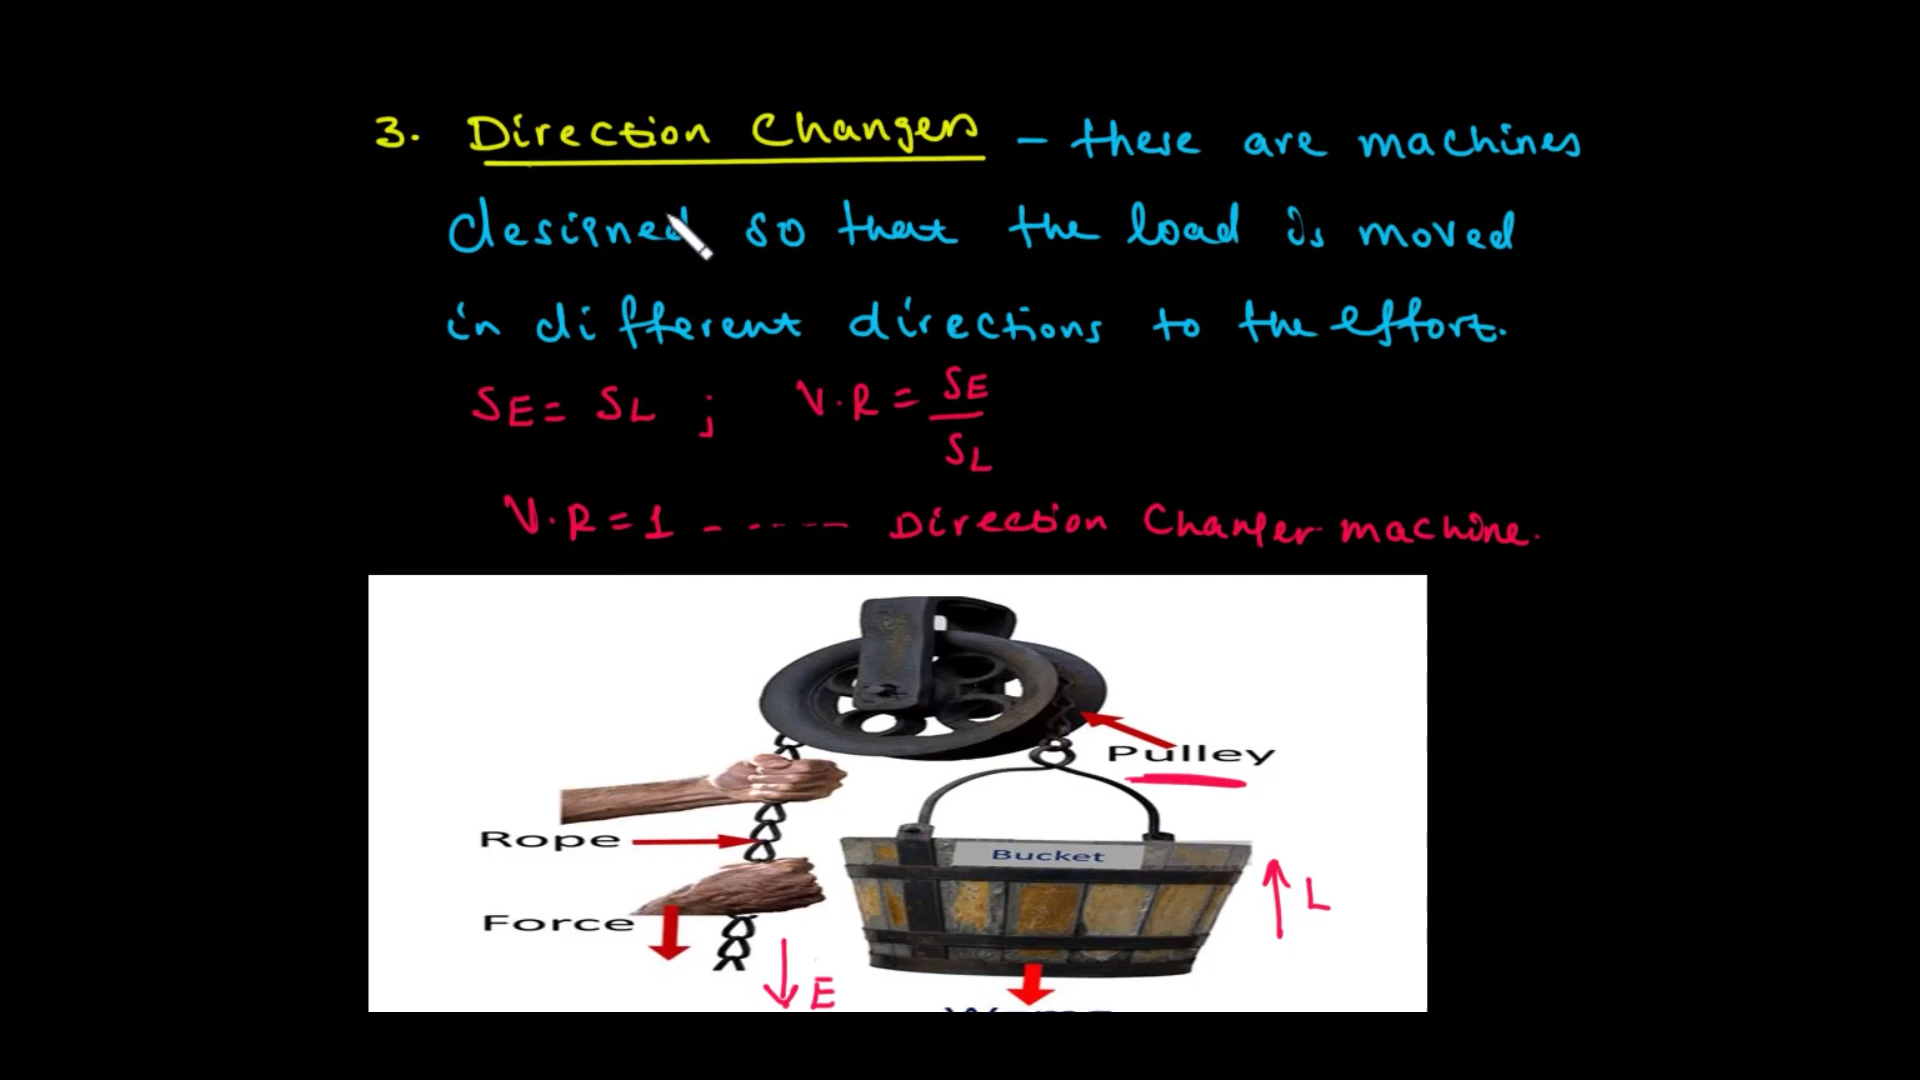 3. Direction Changers - these are machines
designed so that the load is moved
in different directions to the effort.
SE = SL ; V.R = SE
SL
V.R = 1 - ----- Direction Changer machine.
Pulley
Rope
Bucket
L
Force
E